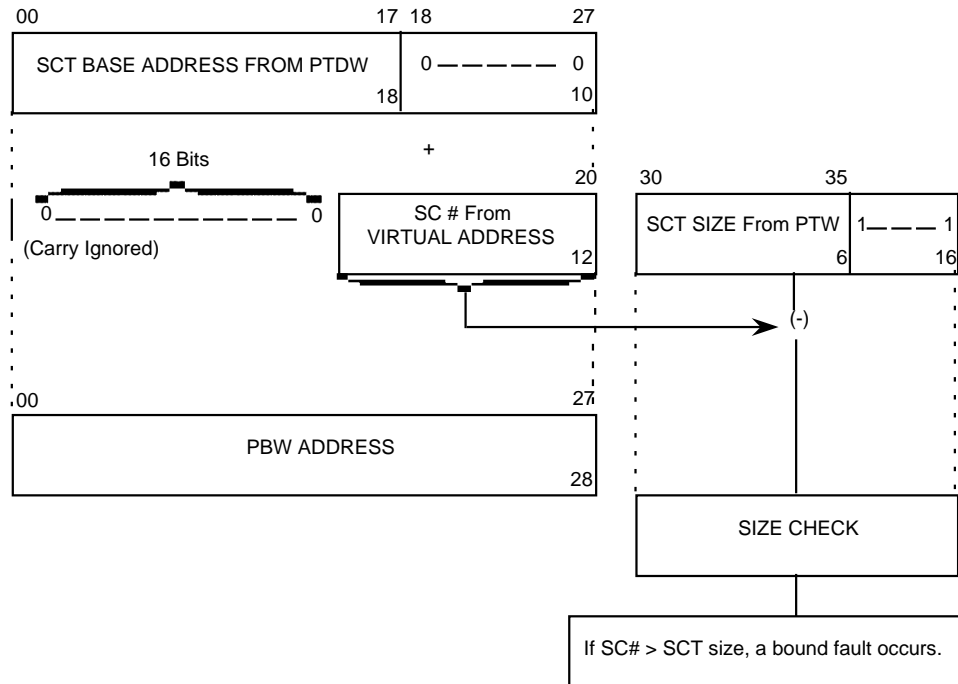 00 17 18 27
SCT BASE ADDRESS FROM PTDW 0 — — — — — — 0
18 10
16 Bits +
20 30 35
0 — — — — — — — — — — — 0 SC # From SCT SIZE From PTW 1 — — — 1
(Carry Ignored) VIRTUAL ADDRESS
12 6 16
(-)
00 27
PBW ADDRESS
28
SIZE CHECK
If SC# > SCT size, a bound fault occurs.